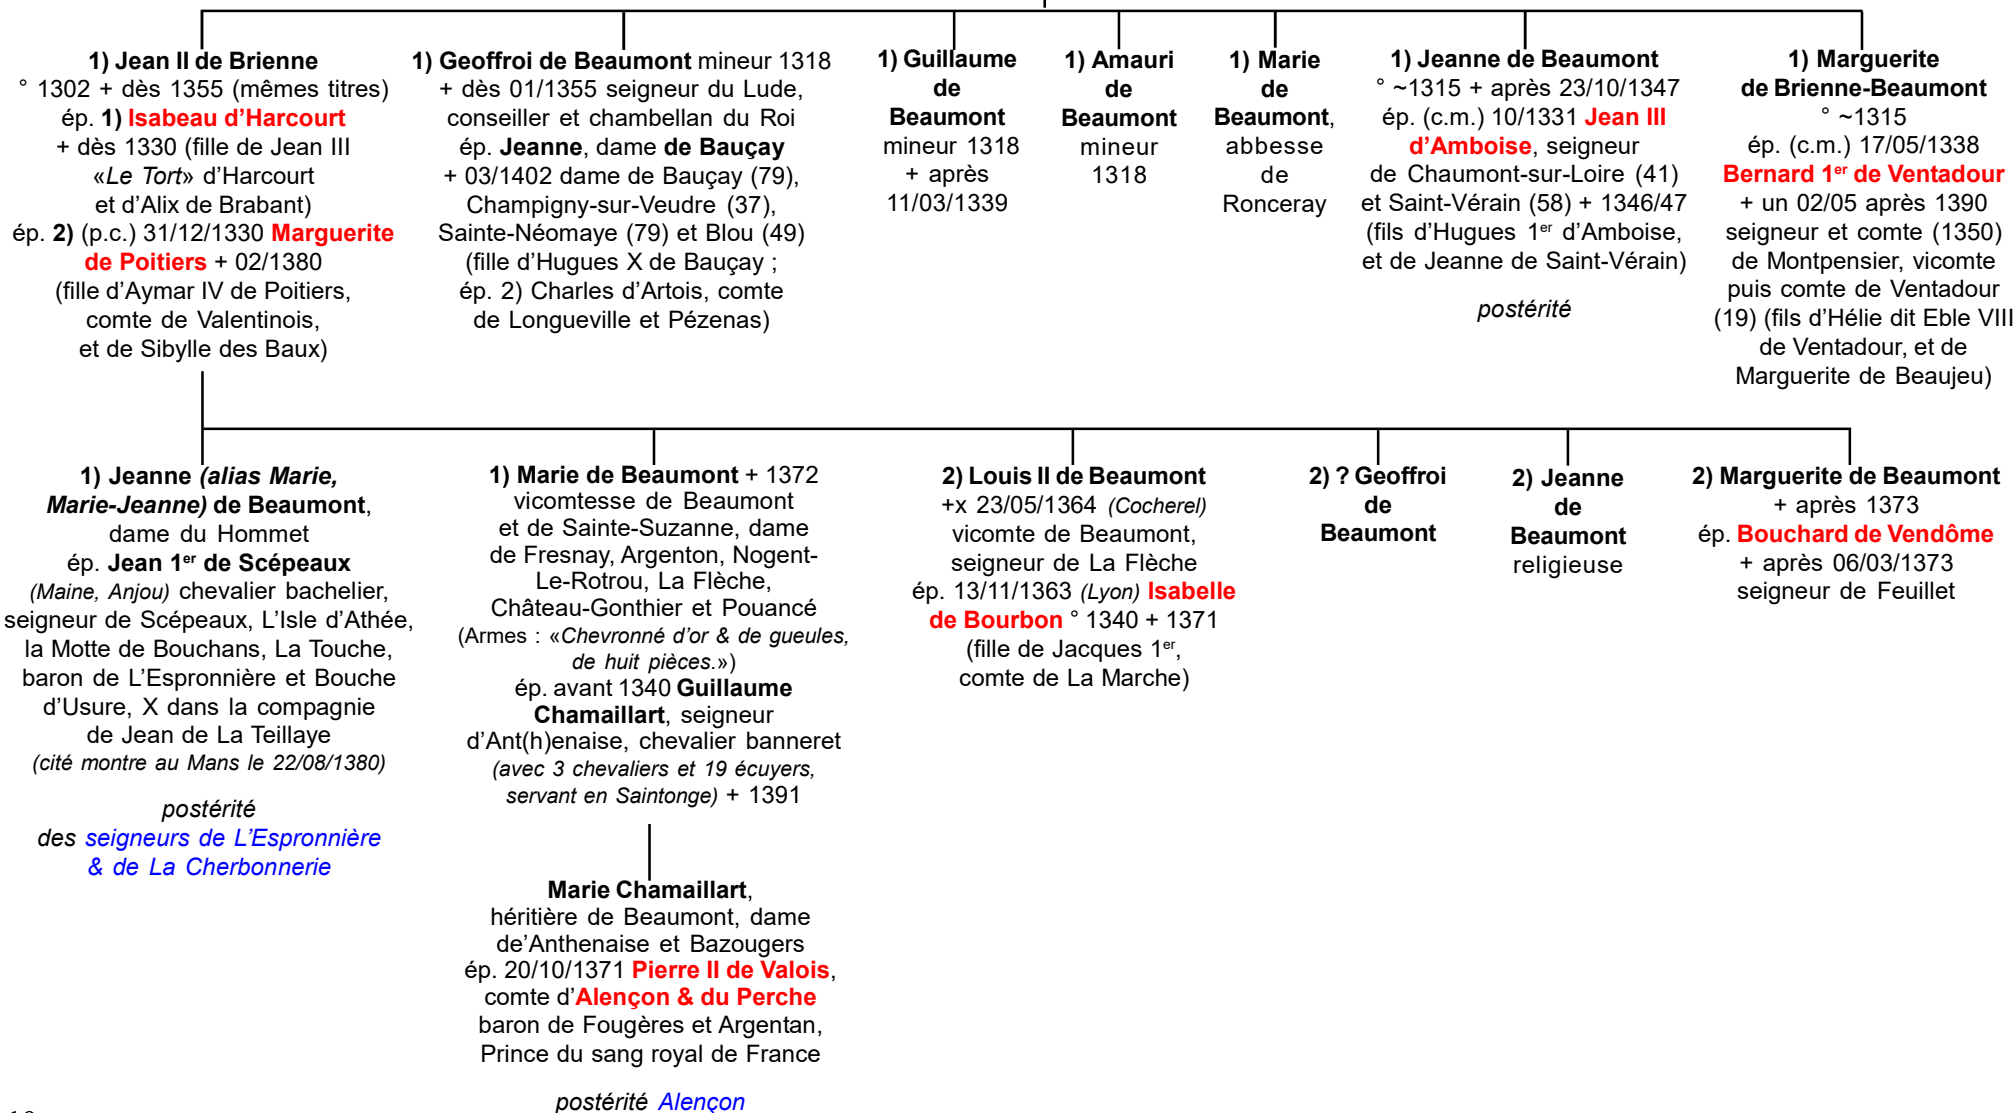 1) Jean II de Brienne
° 1302 + dès 1355 (mêmes titres)
ép. 1) Isabeau d’Harcourt
+ dès 1330 (fille de Jean III
«Le Tort» d’Harcourt
et d’Alix de Brabant)
ép. 2) (p.c.) 31/12/1330 Marguerite
de Poitiers + 02/1380
(fille d’Aymar IV de Poitiers,
comte de Valentinois,
et de Sibylle des Baux)
1) Geoffroi de Beaumont mineur 1318
+ dès 01/1355 seigneur du Lude,
conseiller et chambellan du Roi
ép. Jeanne, dame de Bauçay
+ 03/1402 dame de Bauçay (79),
Champigny-sur-Veudre (37),
Sainte-Néomaye (79) et Blou (49)
(fille d’Hugues X de Bauçay ;
ép. 2) Charles d’Artois, comte
de Longueville et Pézenas)
1) Guillaume
de
Beaumont
mineur 1318
+ après
11/03/1339
1) Amauri
de
Beaumont
mineur
1318
1) Marie
de
Beaumont,
abbesse
de
Ronceray
1) Jeanne de Beaumont
° ~1315 + après 23/10/1347
ép. (c.m.) 10/1331 Jean III
d’Amboise, seigneur
de Chaumont-sur-Loire (41)
et Saint-Vérain (58) + 1346/47
(fils d’Hugues 1er d’Amboise,
et de Jeanne de Saint-Vérain)
postérité
1) Marguerite
de Brienne-Beaumont
° ~1315
ép. (c.m.) 17/05/1338
Bernard 1er de Ventadour
+ un 02/05 après 1390
seigneur et comte (1350)
de Montpensier, vicomte
puis comte de Ventadour
(19) (fils d’Hélie dit Eble VIII
de Ventadour, et de
Marguerite de Beaujeu)
1) Jeanne (alias Marie,
Marie-Jeanne) de Beaumont,
dame du Hommet
ép. Jean 1er de Scépeaux
(Maine, Anjou) chevalier bachelier,
seigneur de Scépeaux, L’Isle d’Athée,
la Motte de Bouchans, La Touche,
baron de L’Espronnière et Bouche
d’Usure, X dans la compagnie
de Jean de La Teillaye
(cité montre au Mans le 22/08/1380)
postérité
des seigneurs de L’Espronnière
& de La Cherbonnerie
1) Marie de Beaumont + 1372
vicomtesse de Beaumont
et de Sainte-Suzanne, dame
de Fresnay, Argenton, Nogent-
Le-Rotrou, La Flèche,
Château-Gonthier et Pouancé
(Armes : «Chevronné d’or & de gueules,
de huit pièces.»)
ép. avant 1340 Guillaume
Chamaillart, seigneur
d’Ant(h)enaise, chevalier banneret
(avec 3 chevaliers et 19 écuyers,
servant en Saintonge) + 1391
Marie Chamaillart,
héritière de Beaumont, dame
de’Anthenaise et Bazougers
ép. 20/10/1371 Pierre II de Valois,
comte d’Alençon & du Perche
baron de Fougères et Argentan,
Prince du sang royal de France
postérité Alençon
2) Louis II de Beaumont
+x 23/05/1364 (Cocherel)
vicomte de Beaumont,
seigneur de La Flèche
ép. 13/11/1363 (Lyon) Isabelle
de Bourbon ° 1340 + 1371
(fille de Jacques 1er,
comte de La Marche)
2) ? Geoffroi
de
Beaumont
2) Jeanne
de
Beaumont
religieuse
2) Marguerite de Beaumont
+ après 1373
ép. Bouchard de Vendôme
+ après 06/03/1373
seigneur de Feuillet